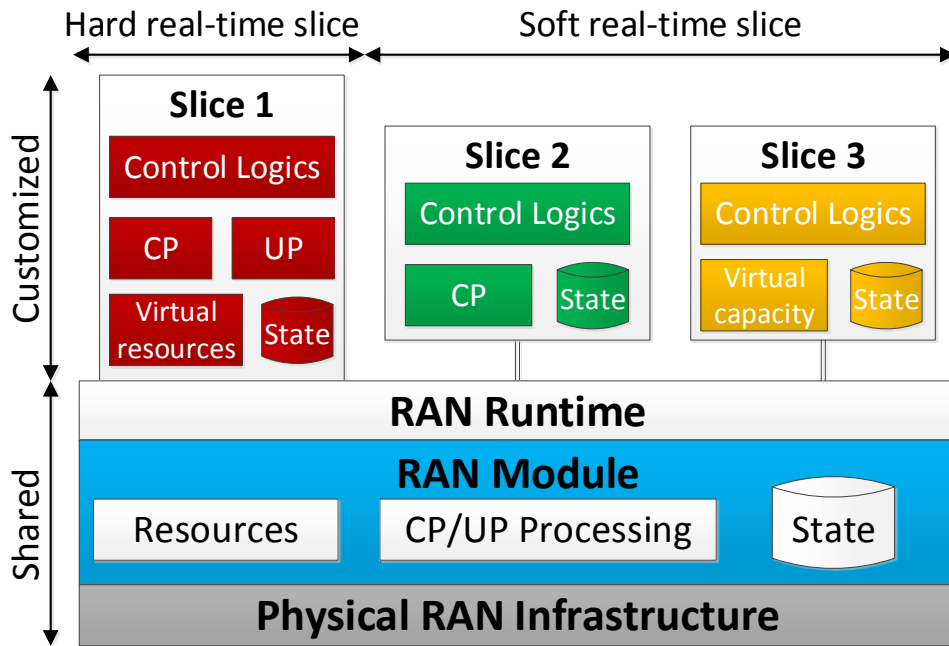 Hard real-time slice
Soft real-time slice
Customized
Slice 1
Control Logics
CP
UP
Virtual
resources
State
Slice 2
Control Logics
CP
State
Slice 3
Control Logics
Virtual
capacity
State
Shared
RAN Runtime
RAN Module
Resources
CP/UP Processing
State
Physical RAN Infrastructure